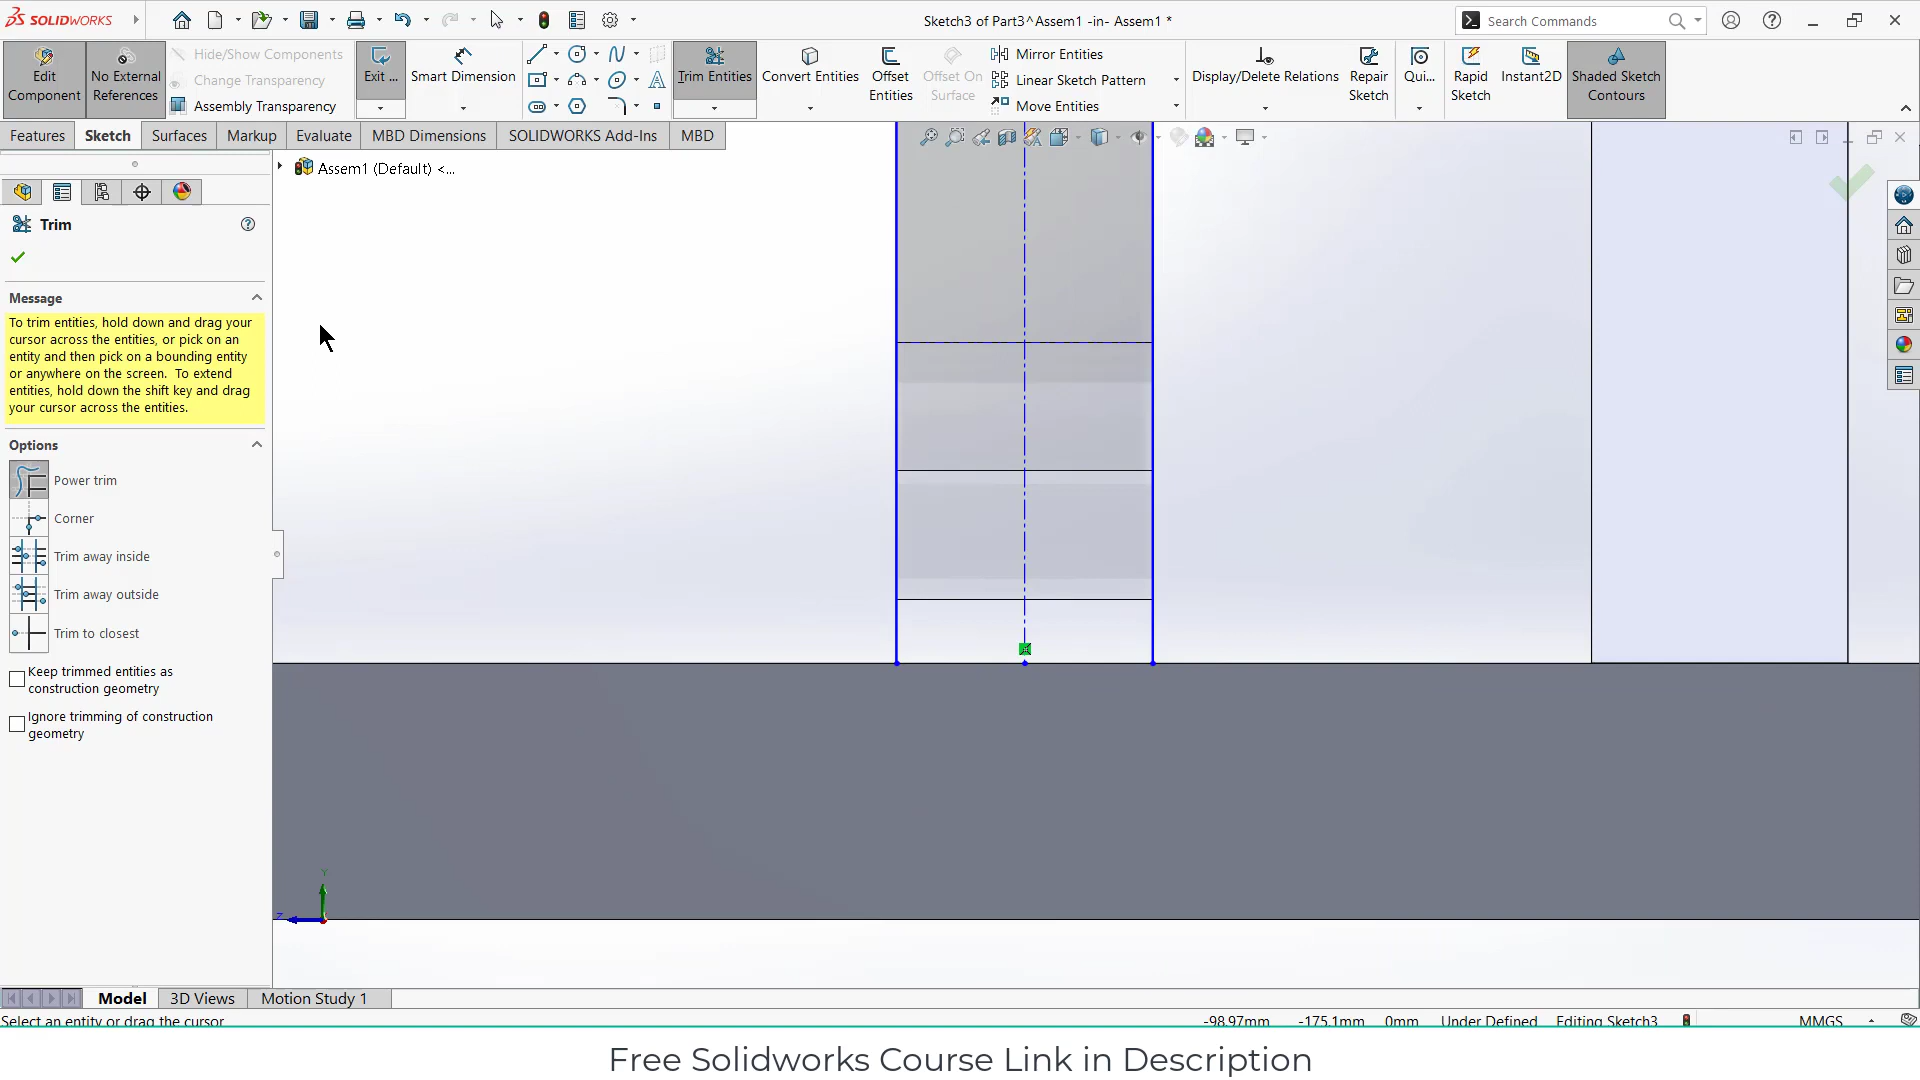 SOLIDWORKS
Sketch3 of Part3^Assem1 -in- Assem1 *
Search Commands
Edit Component
No External References
Hide/Show Components
Change Transparency
Assembly Transparency
Exit ...
Smart Dimension
Trim Entities
Convert Entities
Offset Entities
Offset On Surface
Mirror Entities
Linear Sketch Pattern
Move Entities
Display/Delete Relations
Repair Sketch
Qui...
Rapid Sketch
Instant2D
Shaded Sketch Contours
Features
Sketch
Surfaces
Markup
Evaluate
MBD Dimensions
SOLIDWORKS Add-Ins
MBD
Assem1 (Default) <...
Trim
Message
To trim entities, hold down and drag your
cursor across the entities, or pick on an
entity and then pick on a bounding entity
or anywhere on the screen. To extend
entities, hold down the shift key and drag
your cursor across the entities.
Options
Power trim
Corner
Trim away inside
Trim away outside
Trim to closest
Keep trimmed entities as
construction geometry
Ignore trimming of construction
geometry
Y
Z
Model
3D Views
Motion Study 1
Select an entity or drag the cursor
-98.97mm
-175.1mm
0mm
Under Defined
Editing Sketch3
MMGS
Free Solidworks Course Link in Description